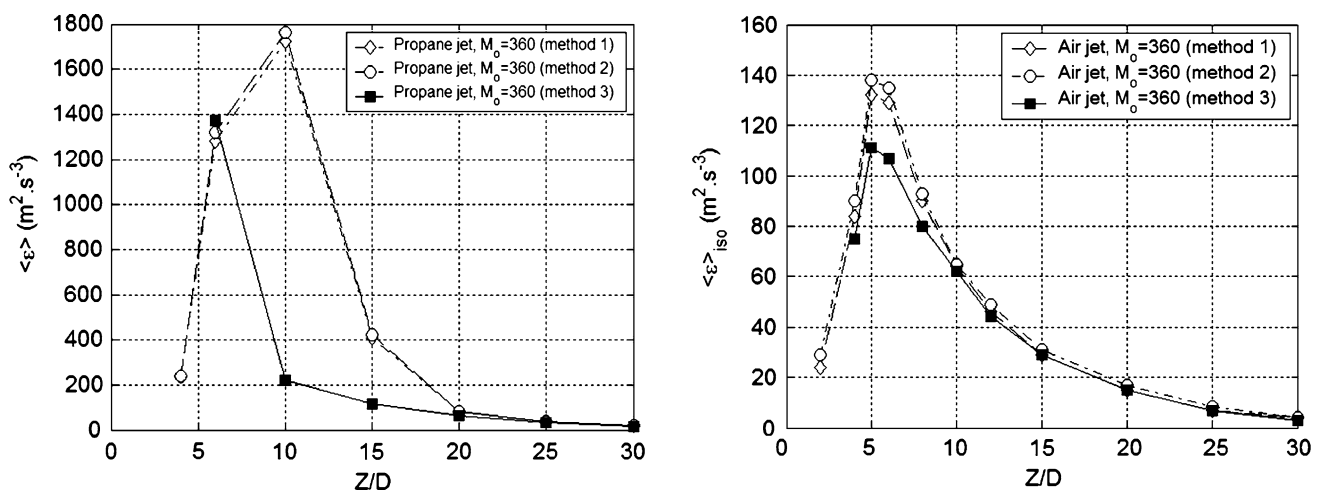 1800
1600
1400
1200
1000
800
600
400
200
0
0 5 10 15 20 25 30
<ε> (m².s⁻³)
Z/D
Propane jet, Mₒ=360 (method 1)
Propane jet, Mₒ=360 (method 2)
Propane jet, Mₒ=360 (method 3)
160
140
120
100
80
60
40
20
0
0 5 10 15 20 25 30
<ε>iso (m².s⁻³)
Z/D
Air jet, Mₒ=360 (method 1)
Air jet, Mₒ=360 (method 2)
Air jet, Mₒ=360 (method 3)